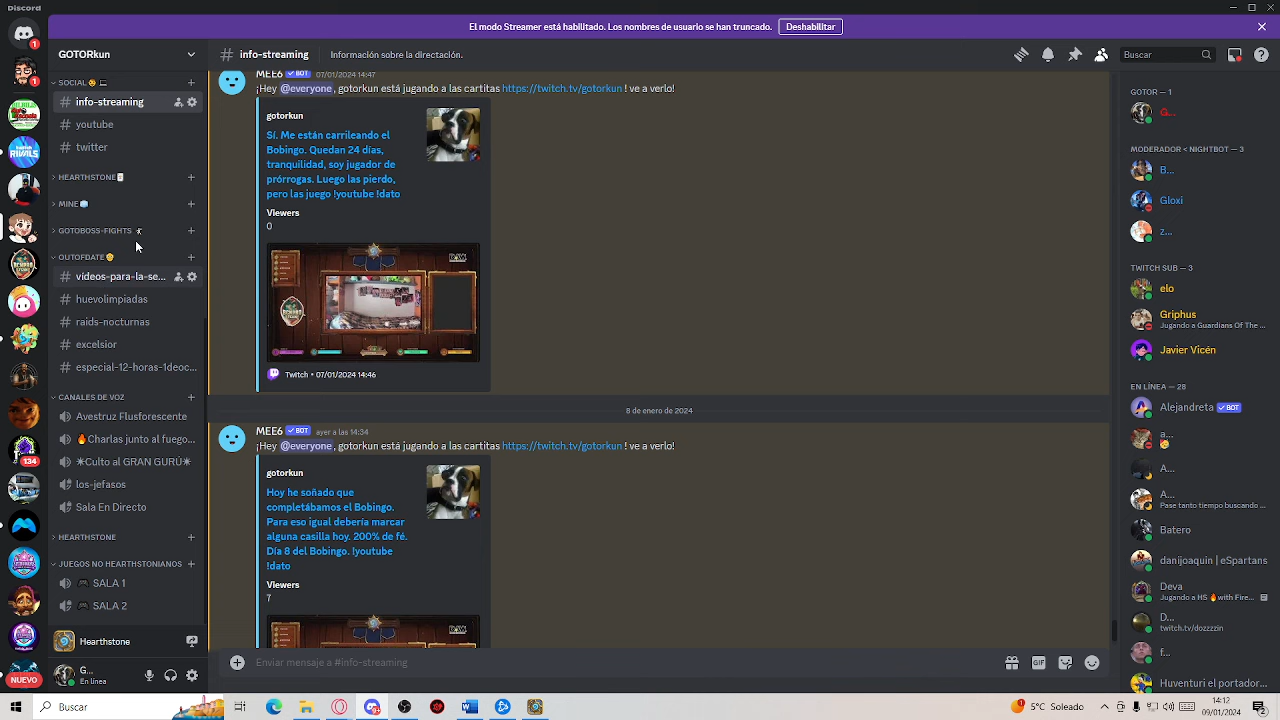 Discord
El modo Streamer está habilitado. Los nombres de usuario se han truncado.
Deshabilitar
GOTORkun
info-streaming
Información sobre la dirección.
Buscar
SOCIAL
info-streaming
youtube
twitter
HEARTHSTONE
MINE
GOTOBOSS-FIGHTS
OUTOFDATE
vídeos-para-la-se...
huevolimpiadas
raids-nocturnas
excelsior
especial-12-horas-1deoc...
CANALES DE VOZ
Avestruz Flusforescente
Charlas junto al fuego...
Culto al GRAN GURÚ
los-jefasos
Sala En Directo
HEARTHSTONE
JUEGOS NO HEARTHSTONIANOS
SALA 1
SALA 2
134
1
1
NUEVO
Hearthstone
G...
En línea
MEE6 BOT 07/01/2024 14:47
¡Hey @everyone, gotorkun está jugando a las cartitas https://twitch.tv/gotorkun ! ve a verlo!
gotorkun
Sí. Me están carrileando el
Bobingo. Quedan 24 días,
tranquilidad, soy jugador de
prórrogas. Luego las pierdo,
pero las juego !youtube !dato
Viewers
0
Twitch • 07/01/2024 14:46
8 de enero de 2024
MEE6 BOT ayer a las 14:34
¡Hey @everyone, gotorkun está jugando a las cartitas https://twitch.tv/gotorkun ! ve a verlo!
gotorkun
Hoy he soñado que
completábamos el Bobingo.
Para eso igual debería marcar
alguna casilla hoy. 200% de fé.
Día 8 del Bobingo. !youtube
!dato
Viewers
7
Enviar mensaje a #info-streaming
GOTOR — 1
G...
MODERADOR < NIGHTBOT — 3
B...
Gloxi
z...
TWITCH SUB — 3
elo
Griphus
Jugando a Guardians Of The ...
Javier Vicén
EN LÍNEA — 28
Alejandreta BOT
a...
A...
A...
Pase tanto tiempo buscando ...
Batero
danijoaquin | eSpartans
Deva
Jugando a HS con Fire...
D...
twitch.tv/dozzzzin
f...
Huventurí el portador...
Buscar
5°C Soleado
14:12
09/01/2024